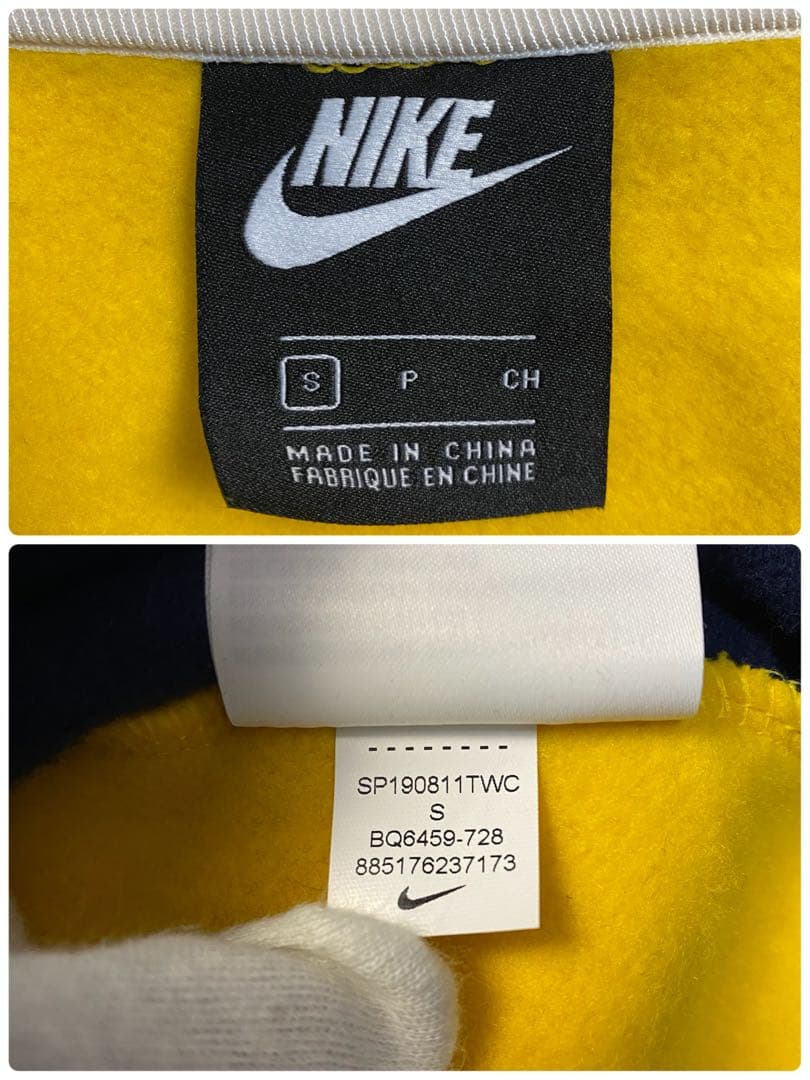 NIKE
S P CH
MADE IN CHINA
FABRIQUE EN CHINE
SP190811TWC
S
BQ6459-728
885176237173